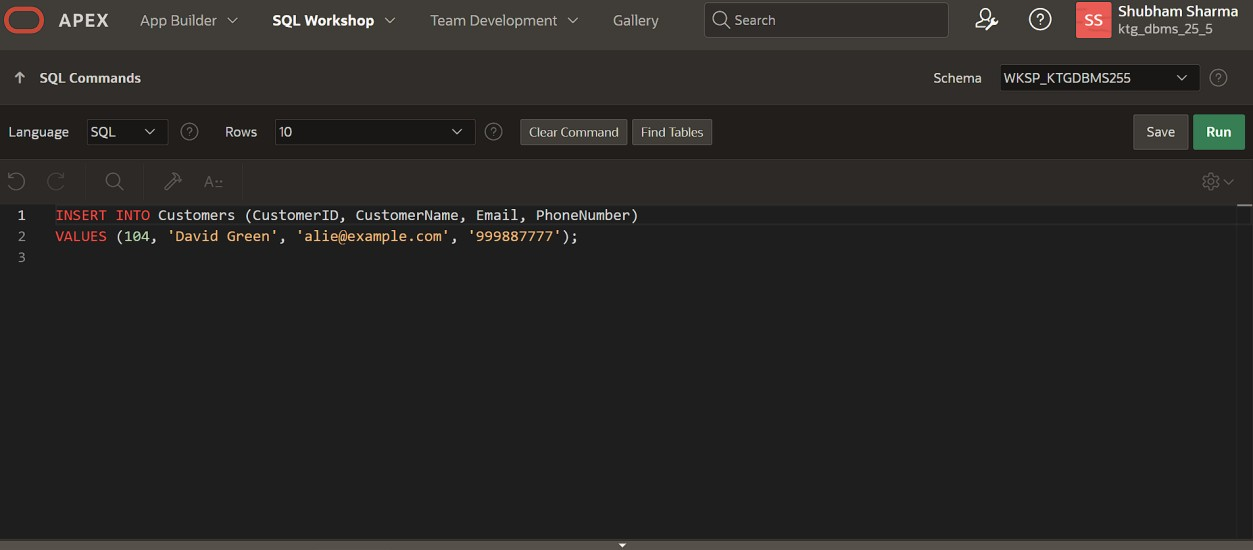 APEX App Builder SQL Workshop Team Development Gallery Search ? SS Shubham Sharma
ktg_dbms_25_5
↑ SQL Commands Schema WKSP_KTGDBMS255 ?
Language SQL ? Rows 10 ? Clear Command Find Tables Save Run
A::
1 INSERT INTO Customers (CustomerID, CustomerName, Email, PhoneNumber)
2 VALUES (104, 'David Green', 'alie@example.com', '999887777');
3